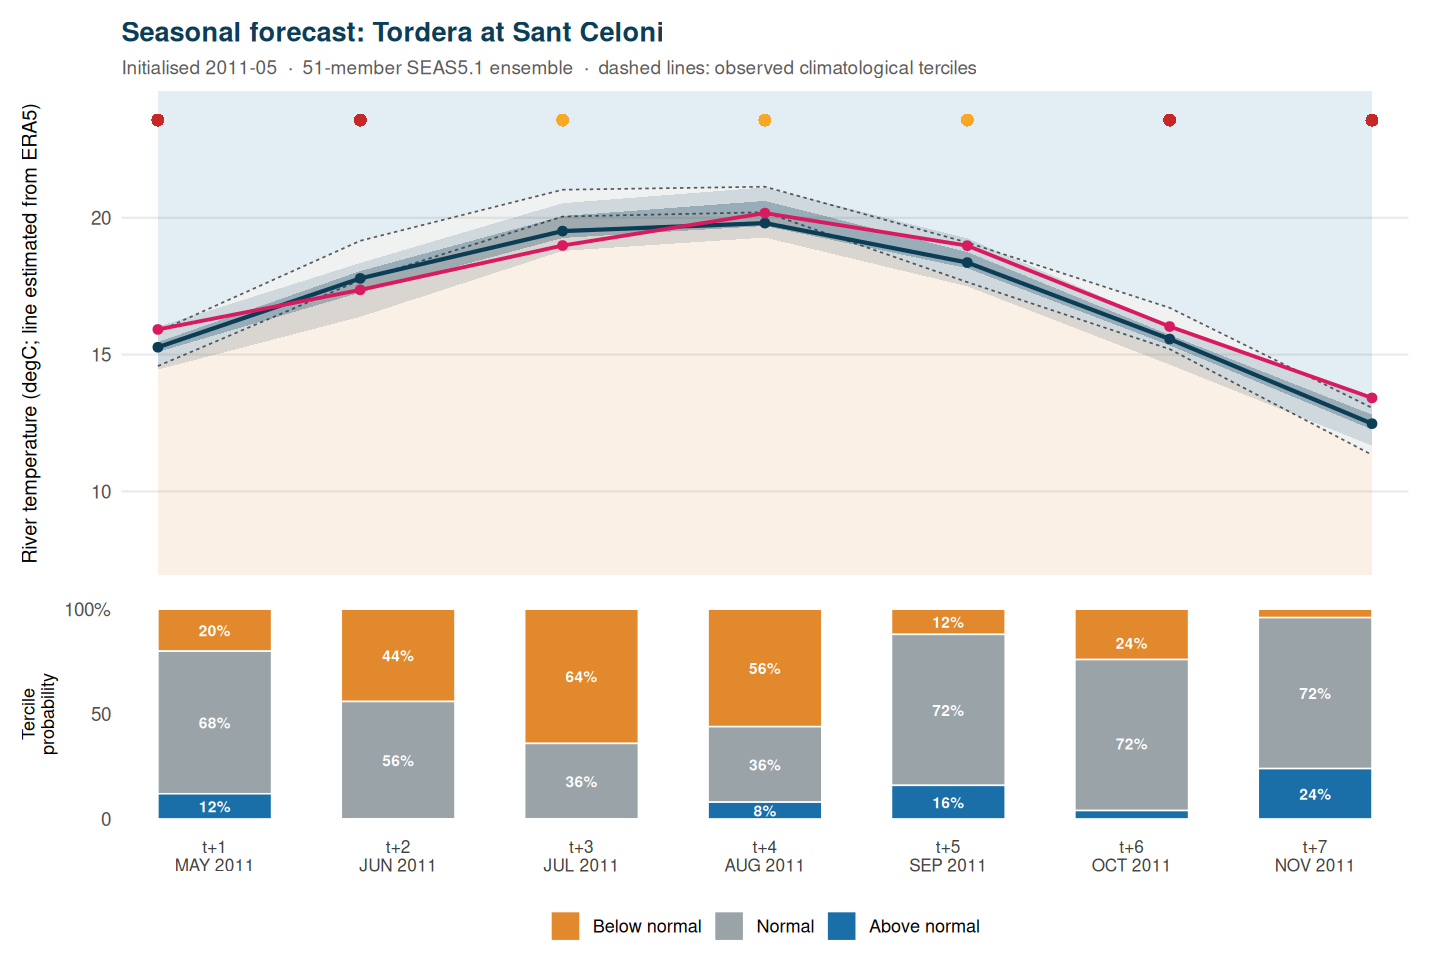 Seasonal forecast: Tordera at Sant Celoni
Initialised 2011-05 · 51-member SEAS5.1 ensemble · dashed lines: observed climatological terciles
River temperature (degC; line estimated from ERA5)
20
15
10
Tercile
probability
100%
50
0
20%
68%
12%
44%
56%
64%
36%
56%
36%
8%
12%
72%
16%
24%
72%
72%
24%
t+1
MAY 2011
t+2
JUN 2011
t+3
JUL 2011
t+4
AUG 2011
t+5
SEP 2011
t+6
OCT 2011
t+7
NOV 2011
Below normal
Normal
Above normal